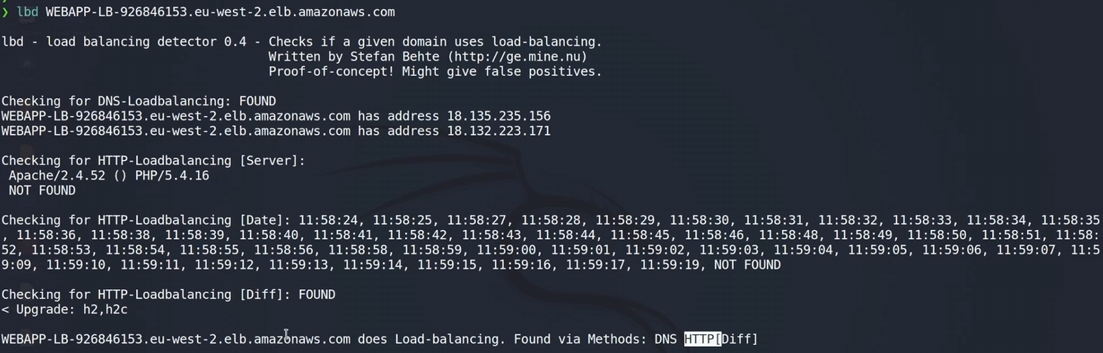 ❯ lbd WEBAPP-LB-926846153.eu-west-2.elb.amazonaws.com
lbd - load balancing detector 0.4 - Checks if a given domain uses load-balancing.
Written by Stefan Behte (http://ge.mine.nu)
Proof-of-concept! Might give false positives.
Checking for DNS-Loadbalancing: FOUND
WEBAPP-LB-926846153.eu-west-2.elb.amazonaws.com has address 18.135.235.156
WEBAPP-LB-926846153.eu-west-2.elb.amazonaws.com has address 18.132.223.171
Checking for HTTP-Loadbalancing [Server]:
Apache/2.4.52 () PHP/5.4.16
NOT FOUND
Checking for HTTP-Loadbalancing [Date]: 11:58:24, 11:58:25, 11:58:27, 11:58:28, 11:58:29, 11:58:30, 11:58:31, 11:58:32, 11:58:33, 11:58:34, 11:58:35
, 11:58:36, 11:58:38, 11:58:39, 11:58:40, 11:58:41, 11:58:42, 11:58:43, 11:58:44, 11:58:45, 11:58:46, 11:58:48, 11:58:49, 11:58:50, 11:58:51, 11:58:
52, 11:58:53, 11:58:54, 11:58:55, 11:58:56, 11:58:58, 11:58:59, 11:59:00, 11:59:01, 11:59:02, 11:59:03, 11:59:04, 11:59:05, 11:59:06, 11:59:07, 11:5
9:09, 11:59:10, 11:59:11, 11:59:12, 11:59:13, 11:59:14, 11:59:15, 11:59:16, 11:59:17, 11:59:19, NOT FOUND
Checking for HTTP-Loadbalancing [Diff]: FOUND
< Upgrade: h2,h2c
WEBAPP-LB-926846153.eu-west-2.elb.amazonaws.com does Load-balancing. Found via Methods: DNS HTTP[Diff]